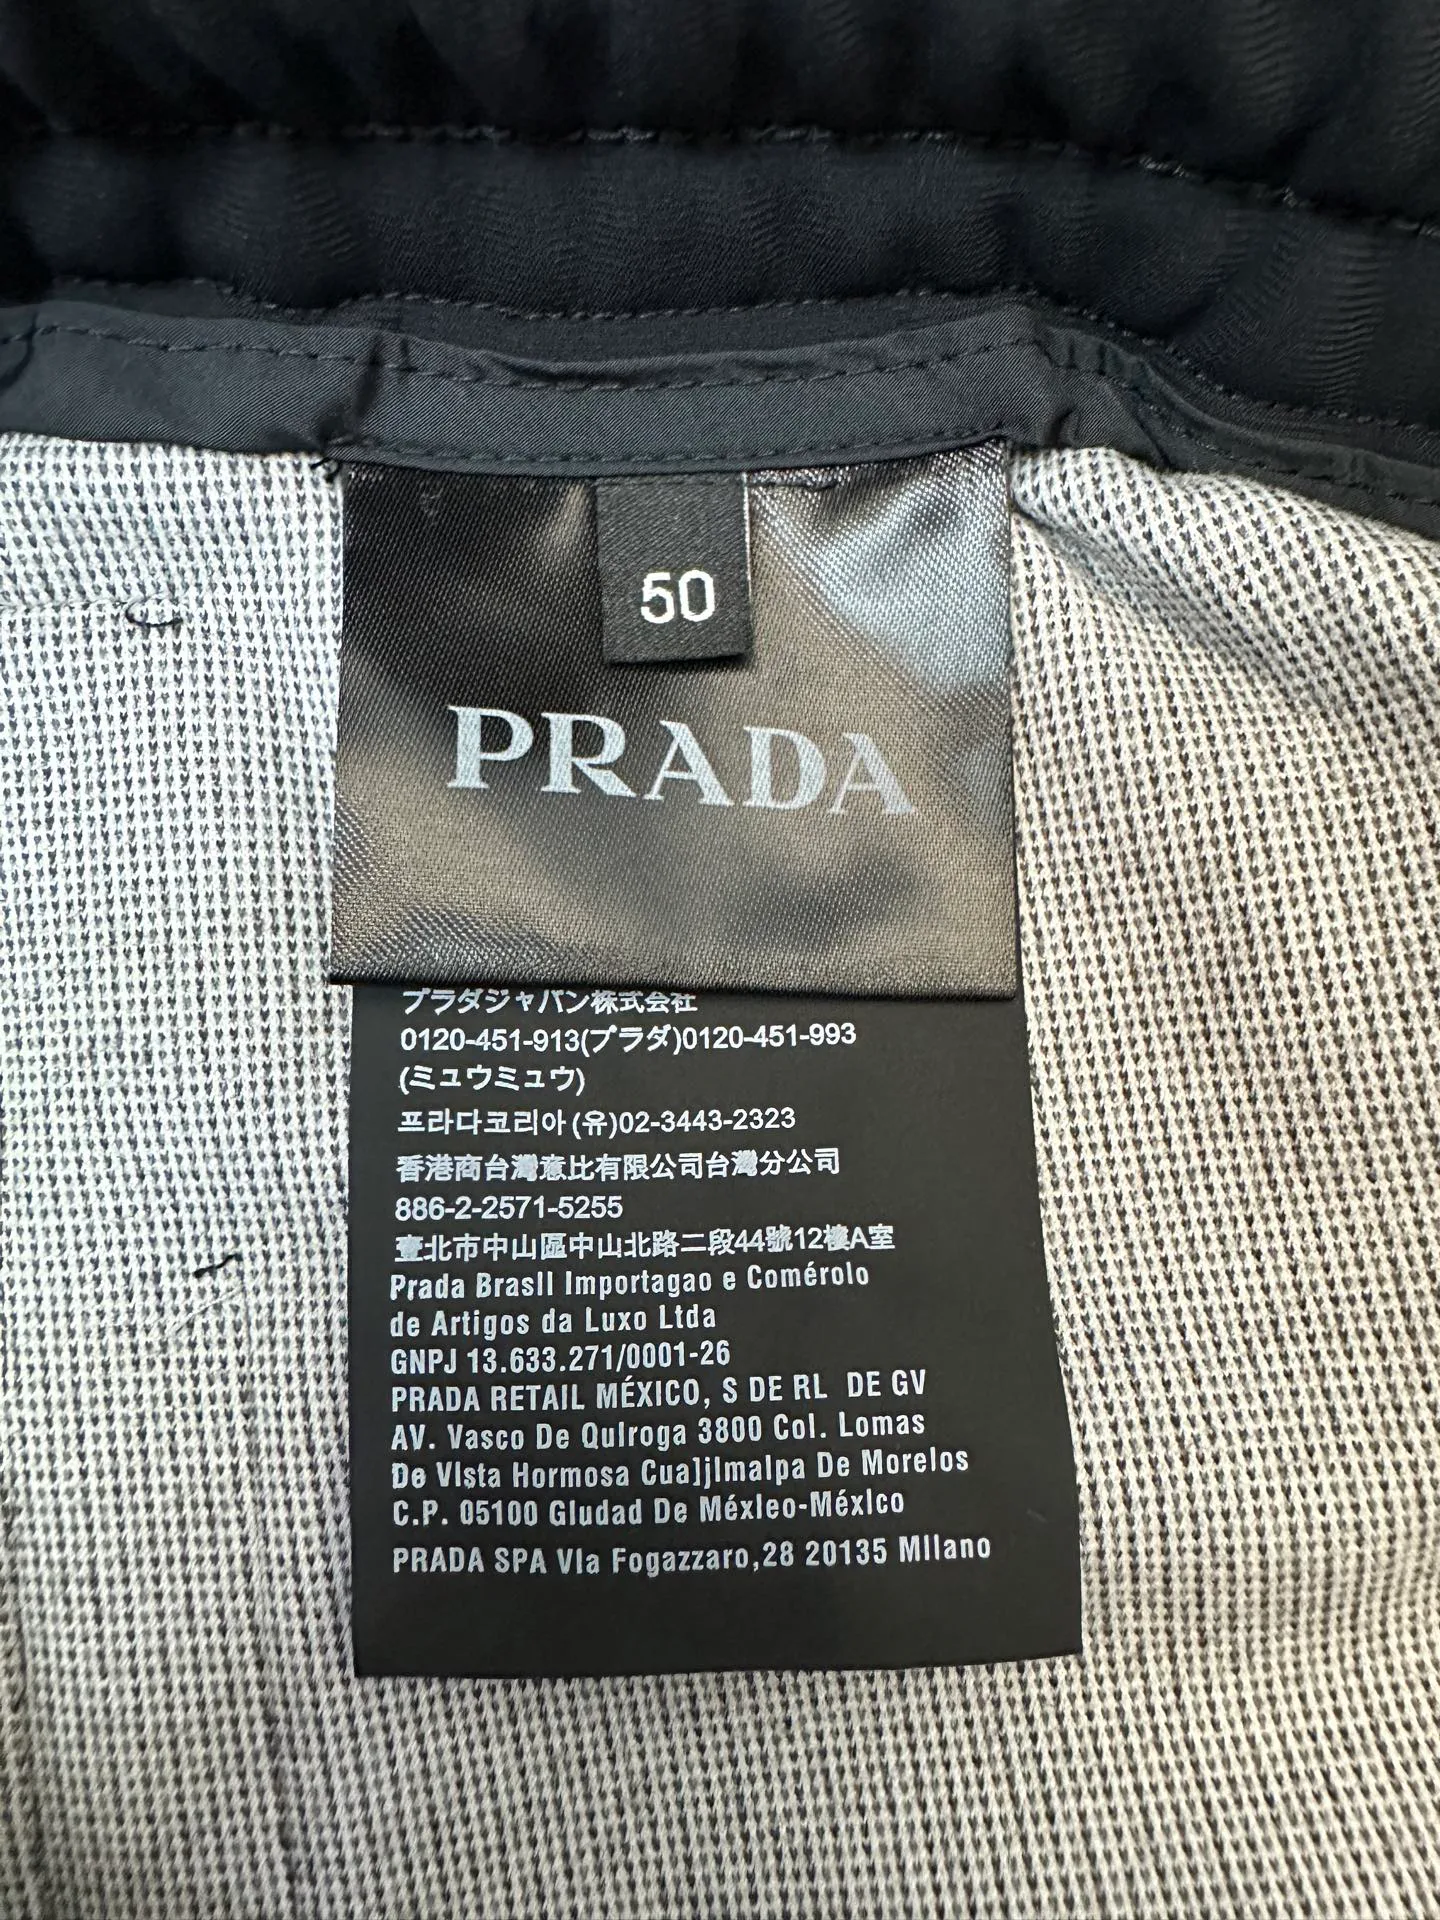 50
PRADA
プラダジャパン株式会社
0120-451-913(プラダ)0120-451-993
(ミュウミュウ)
프라다코리아(유)02-3443-2323
香港商台灣意比有限公司台灣分公司
886-2-2571-5255
臺北市中山區中山北路二段44號12樓A室
Prada Brasll Importagao e Comérolo
de Artigos da Luxo Ltda
GNPJ 13.633.271/0001-26
PRADA RETAIL MÉXICO, S DE RL DE GV
AV. Vasco De Qulroga 3800 Col. Lomas
De Vlsta Hormosa Cua]jlmalpa De Morelos
C.P. 05100 Gludad De Méxleo-Méxlco
PRADA SPA Vla Fogazzaro,28 20135 Mllano